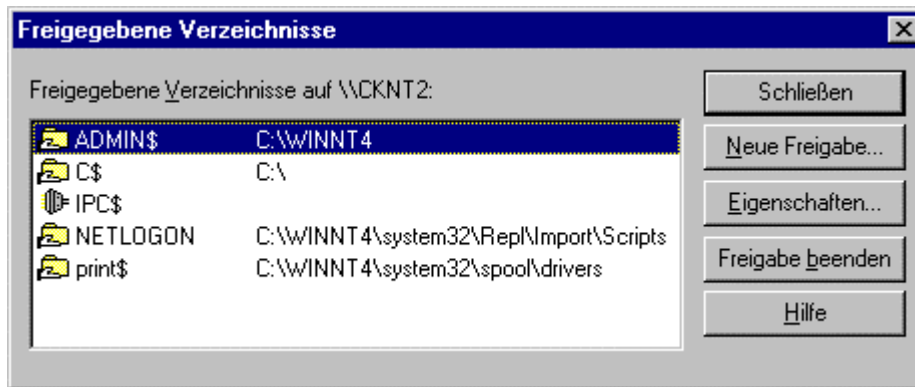 Freigegebene Verzeichnisse
Freigegebene Verzeichnisse auf \\CKNT2:
ADMIN$ C:\WINNT4
C$ C:\
IPC$
NETLOGON C:\WINNT4\system32\Repl\Import\Scripts
print$ C:\WINNT4\system32\spool\drivers
Schließen
Neue Freigabe...
Eigenschaften...
Freigabe beenden
Hilfe